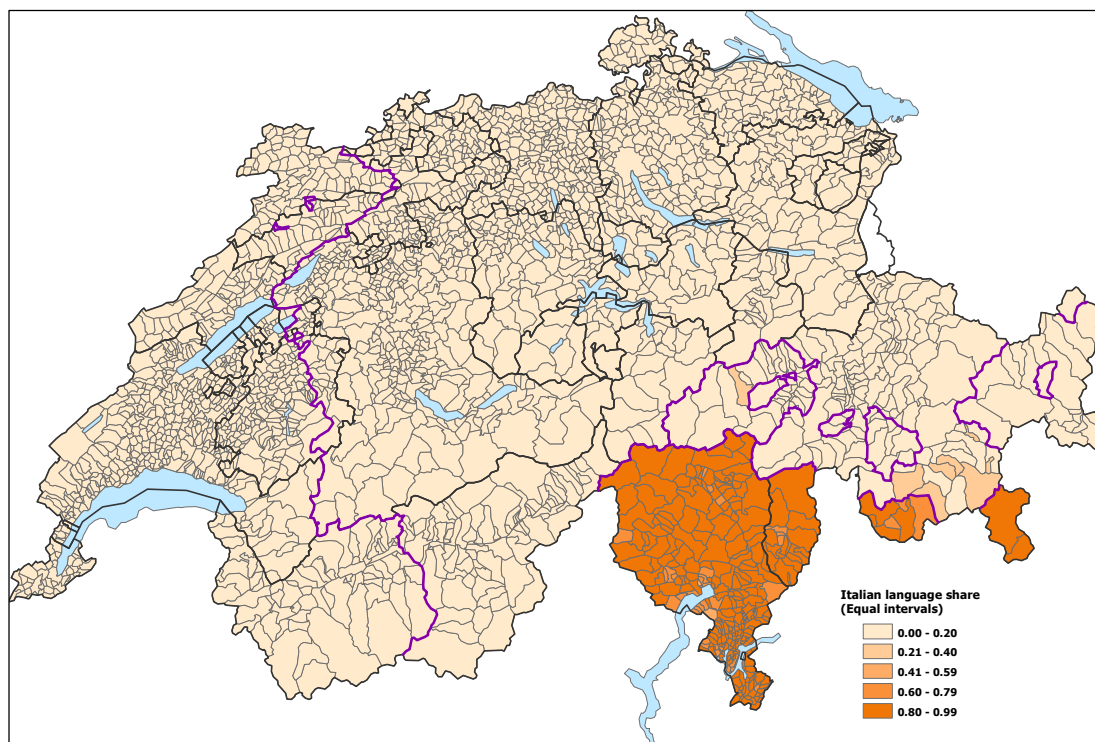 Italian language share
(Equal intervals)
0.00 - 0.20
0.21 - 0.40
0.41 - 0.59
0.60 - 0.79
0.80 - 0.99